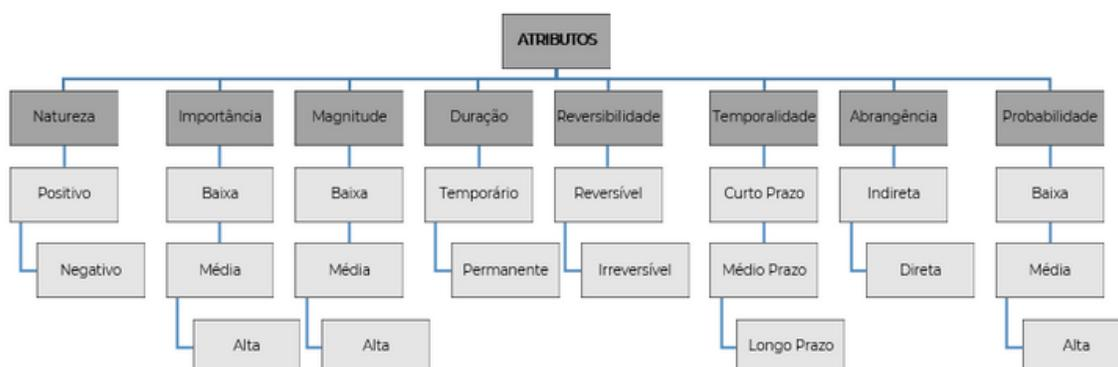 ATRIBUTOS
Natureza
Importância
Magnitude
Duração
Reversibilidade
Temporalidade
Abrangência
Probabilidade
Positivo
Baixa
Baixa
Temporário
Reversível
Curto Prazo
Indireta
Baixa
Negativo
Média
Média
Permanente
Irreversível
Médio Prazo
Direta
Média
Alta
Alta
Longo Prazo
Alta